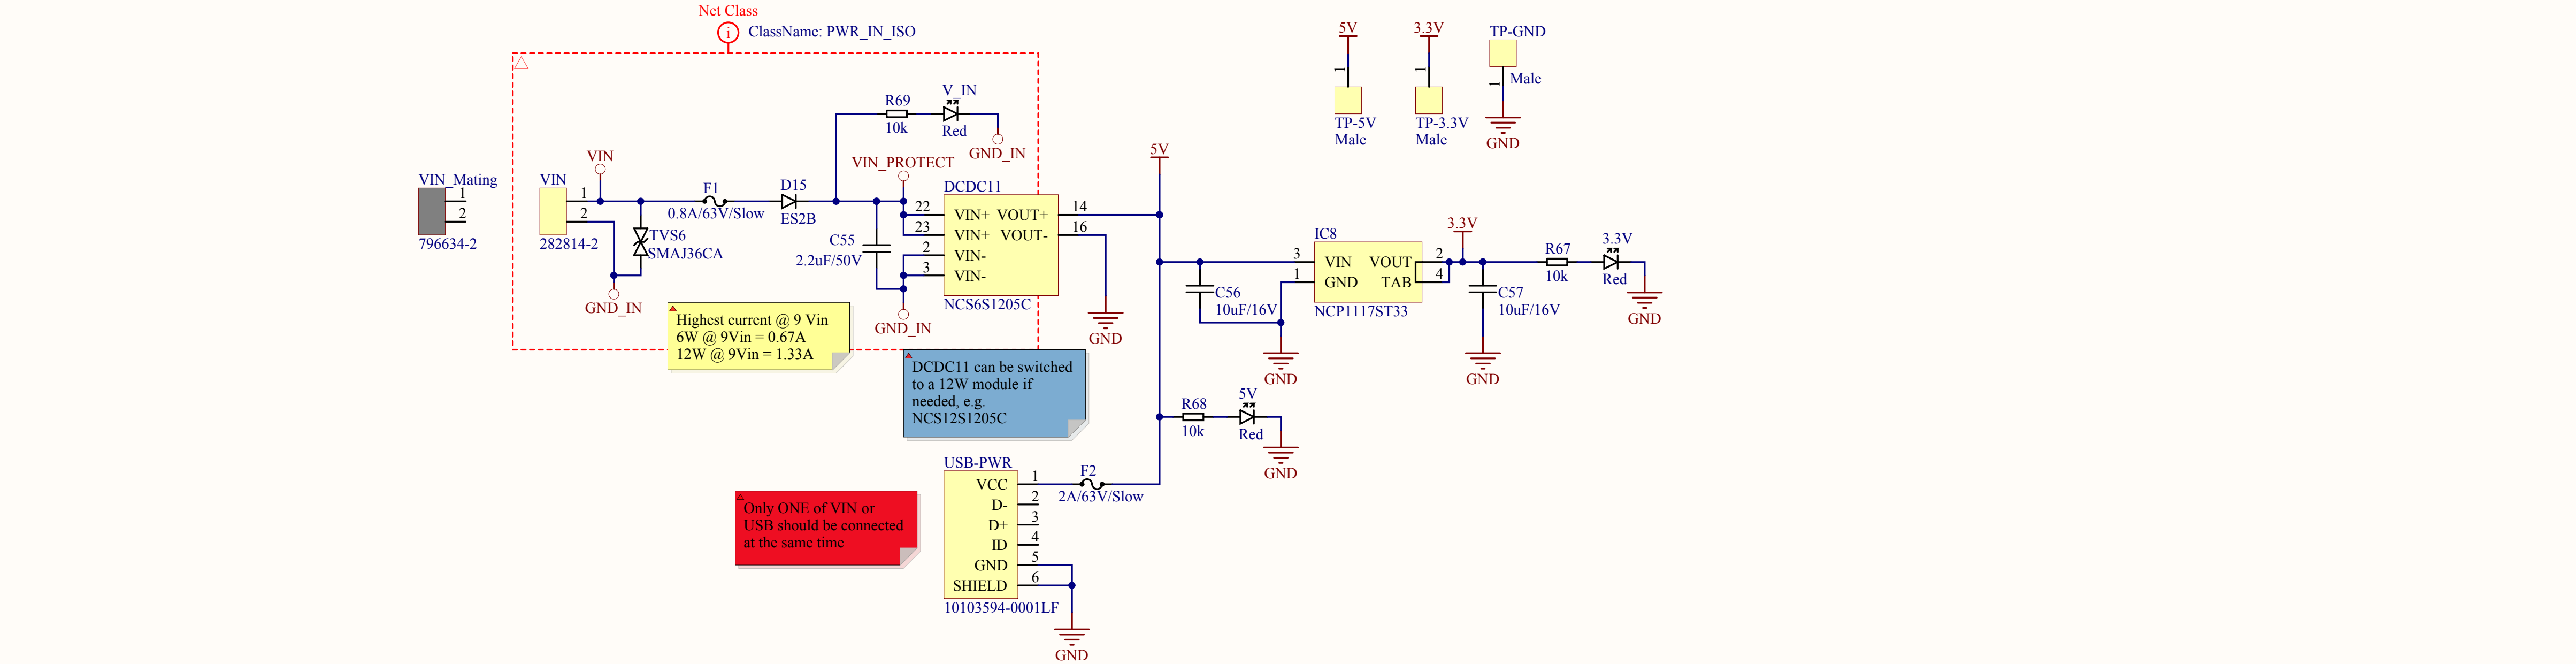 Net Class
ClassName: PWR_IN_ISO
VIN_Mating
1
2
796634-2
VIN
1
2
282814-2
VIN
GND_IN
TVS6
SMAJ36CA
F1
0.8A/63V/Slow
D15
ES2B
R69
10k
V_IN
Red
GND_IN
VIN_PROTECT
C55
2.2uF/50V
GND_IN
DCDC11
22
VIN+
VOUT+
14
23
VIN+
VOUT-
16
2
VIN-
3
VIN-
NCS6S1205C
GND
Highest current @ 9 Vin
6W @ 9Vin = 0.67A
12W @ 9Vin = 1.33A
DCDC11 can be switched
to a 12W module if
needed, e.g.
NCS12S1205C
Only ONE of VIN or
USB should be connected
at the same time
USB-PWR
VCC
1
D-
2
D+
3
ID
4
GND
5
SHIELD
6
10103594-0001LF
GND
F2
2A/63V/Slow
5V
R68
10k
5V
Red
GND
C56
10uF/16V
GND
IC8
3
VIN
VOUT
2
1
GND
TAB
4
NCP1117ST33
3.3V
C57
10uF/16V
GND
R67
10k
3.3V
Red
GND
5V
1
TP-5V
Male
3.3V
1
TP-3.3V
Male
TP-GND
1
Male
GND